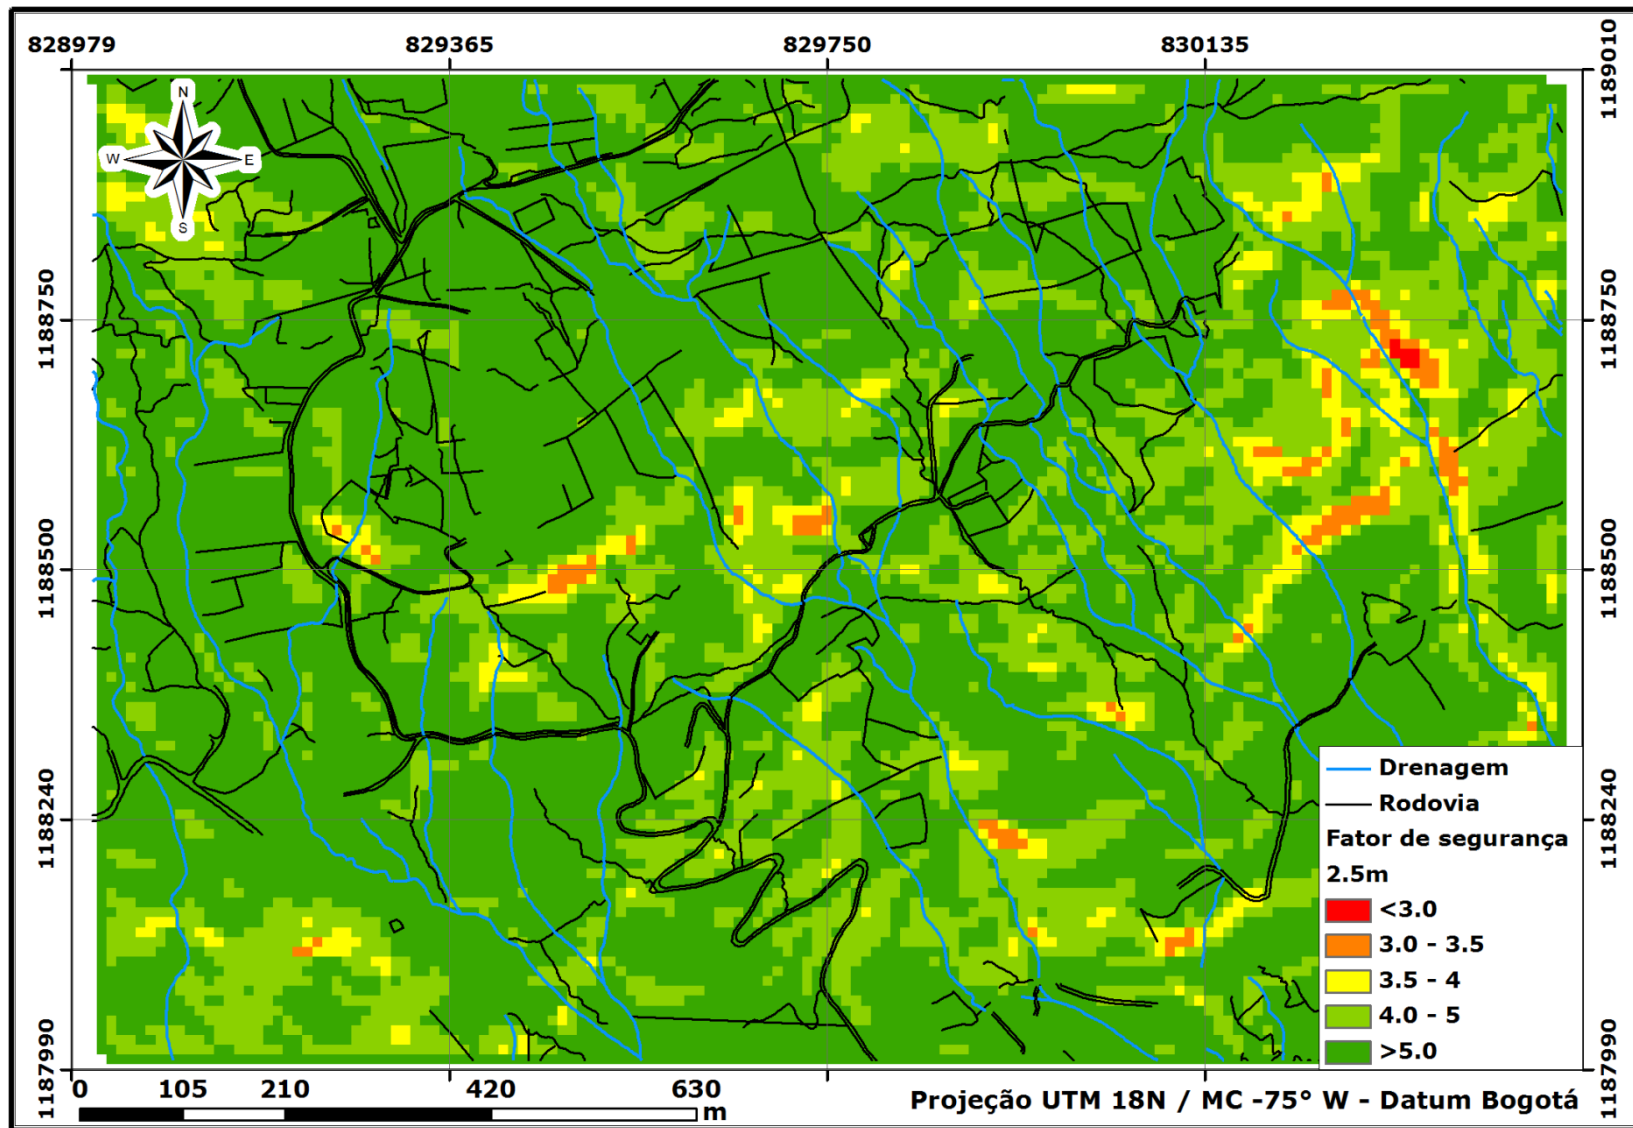 828979 829365 829750 830135
1189010
N
W E
S
1188750 1188750
1188500 1188500
1188240 1188240
1187990 1187990
Drenagem
Rodovia
Fator de segurança
2.5m
<3.0
3.0 - 3.5
3.5 - 4
4.0 - 5
>5.0
0 105 210 420 630
m
Projeção UTM 18N / MC -75° W - Datum Bogotá